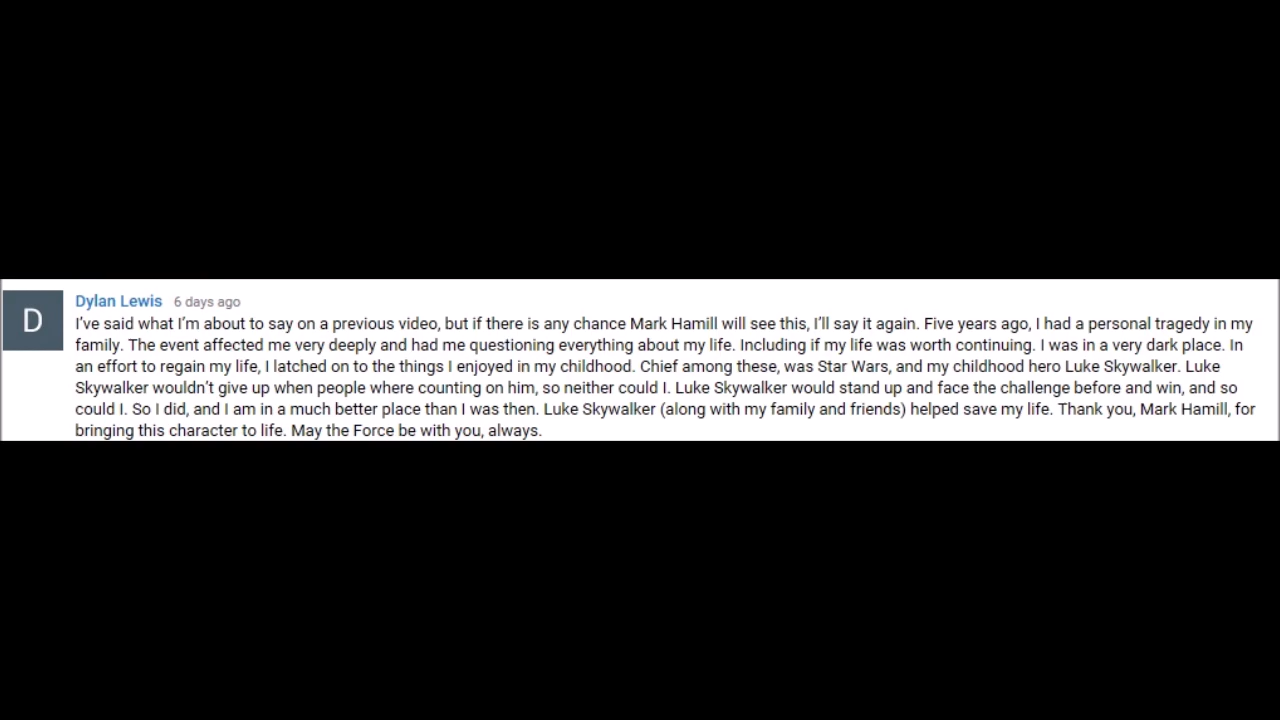 D
Dylan Lewis 6 days ago
I've said what I'm about to say on a previous video, but if there is any chance Mark Hamill will see this, I'll say it again. Five years ago, I had a personal tragedy in my
family. The event affected me very deeply and had me questioning everything about my life. Including if my life was worth continuing. I was in a very dark place. In
an effort to regain my life, I latched on to the things I enjoyed in my childhood. Chief among these, was Star Wars, and my childhood hero Luke Skywalker. Luke
Skywalker wouldn't give up when people where counting on him, so neither could I. Luke Skywalker would stand up and face the challenge before and win, and so
could I. So I did, and I am in a much better place than I was then. Luke Skywalker (along with my family and friends) helped save my life. Thank you, Mark Hamill, for
bringing this character to life. May the Force be with you, always.